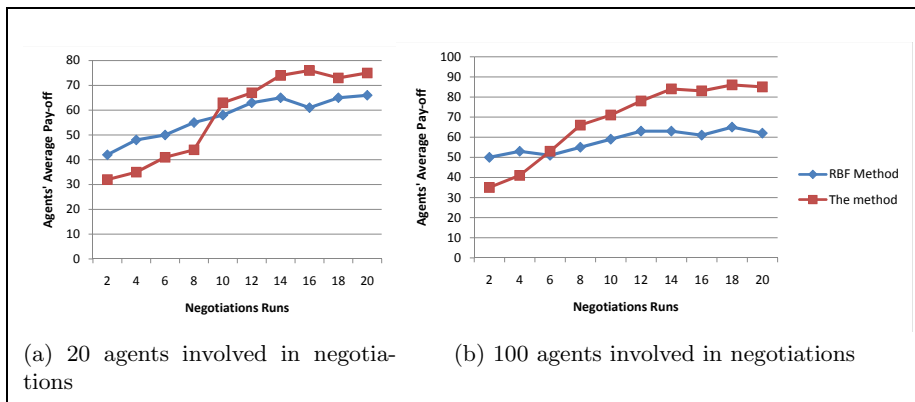 Agents' Average Pay-off
80
70
60
50
40
30
20
10
0
2 4 6 8 10 12 14 16 18 20
Negotiations Runs
(a) 20 agents involved in negotia-
tions
Agents' Average Pay-off
100
90
80
70
60
50
40
30
20
10
0
2 4 6 8 10 12 14 16 18 20
Negotiations Runs
RBF Method
The method
(b) 100 agents involved in negotiations